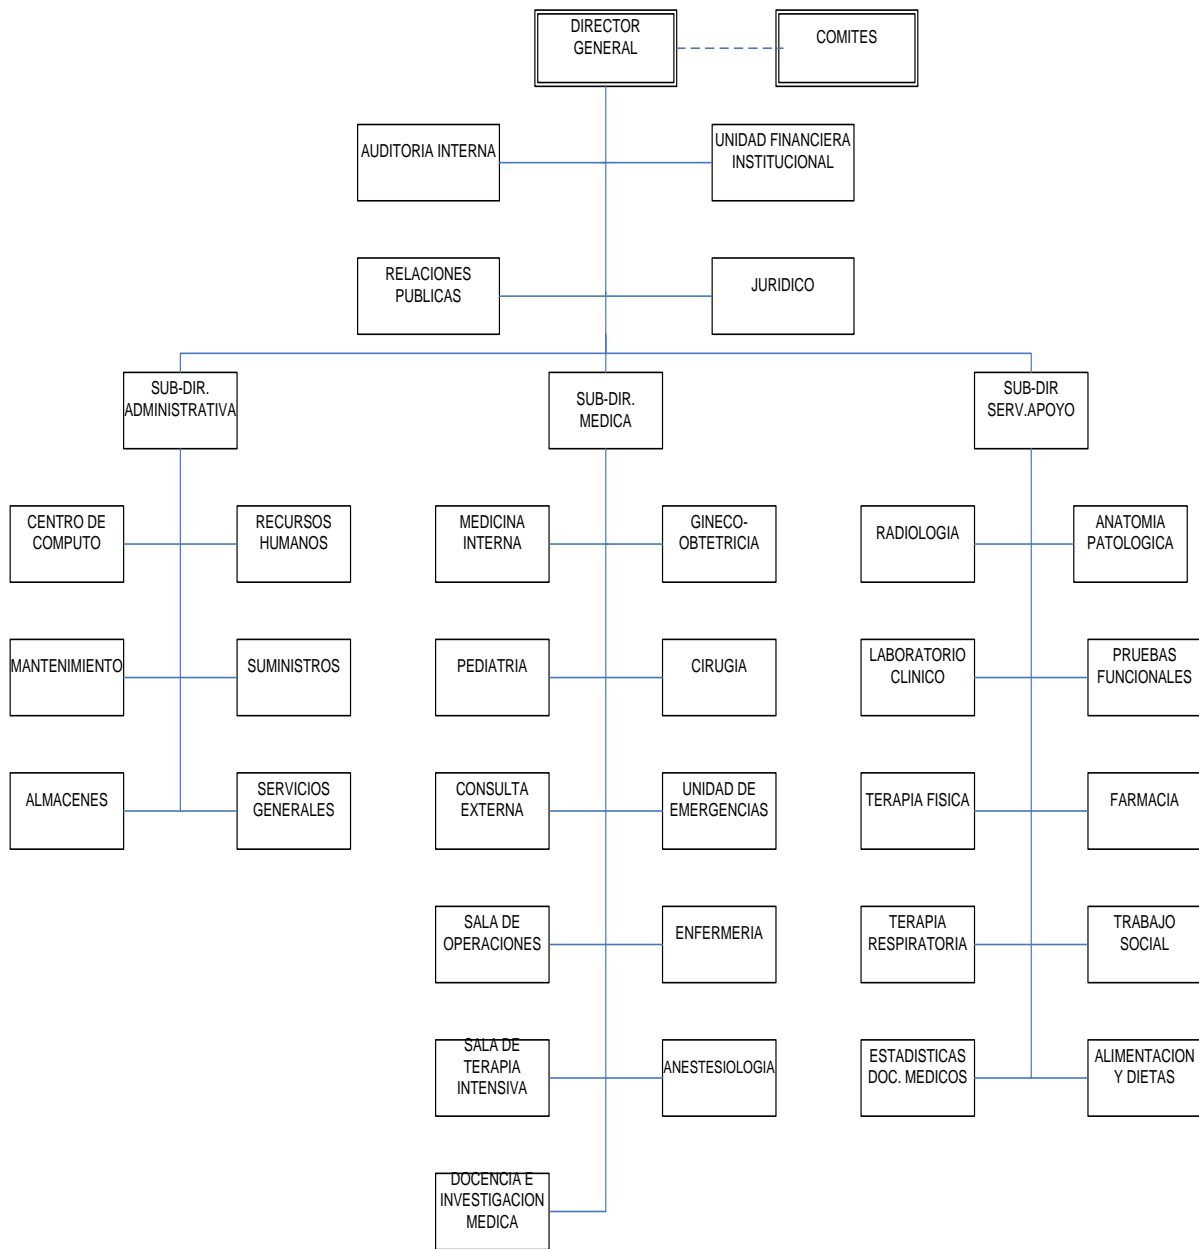 DIRECTOR
GENERAL
COMITES
AUDITORIA INTERNA
UNIDAD FINANCIERA
INSTITUCIONAL
RELACIONES
PUBLICAS
JURIDICO
SUB-DIR.
ADMINISTRATIVA
SUB-DIR.
MEDICA
SUB-DIR
SERV.APOYO
CENTRO DE
COMPUTO
RECURSOS
HUMANOS
MEDICINA
INTERNA
GINECO-
OBTETRICIA
RADIOLOGIA
ANATOMIA
PATOLOGICA
MANTENIMIENTO
SUMINISTROS
PEDIATRIA
CIRUGIA
LABORATORIO
CLINICO
PRUEBAS
FUNCIONALES
ALMACENES
SERVICIOS
GENERALES
CONSULTA
EXTERNA
UNIDAD DE
EMERGENCIAS
TERAPIA FISICA
FARMACIA
SALA DE
OPERACIONES
ENFERMERIA
TERAPIA
RESPIRATORIA
TRABAJO
SOCIAL
SALA DE
TERAPIA
INTENSIVA
ANESTESIOLOGIA
ESTADISTICAS
DOC. MEDICOS
ALIMENTACION
Y DIETAS
DOCENCIA E
INVESTIGACION
MEDICA